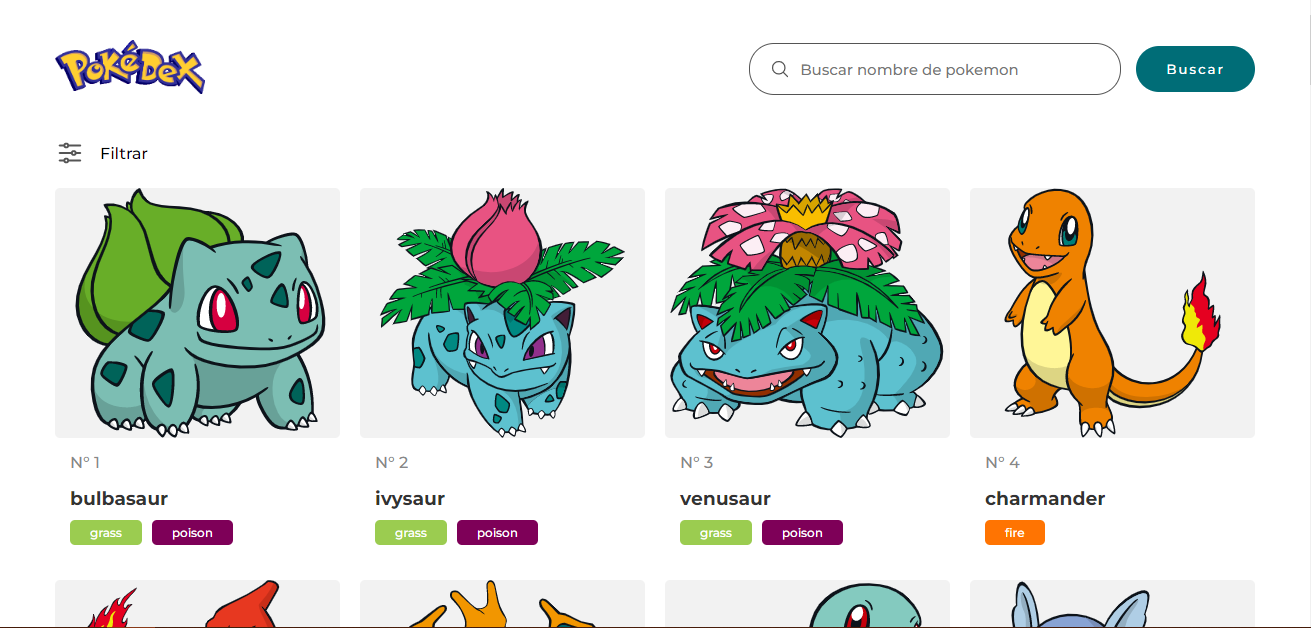 PokéDex
Buscar nombre de pokemon
Buscar
Filtrar
N° 1
bulbasaur
grass poison
N° 2
ivysaur
grass poison
N° 3
venusaur
grass poison
N° 4
charmander
fire